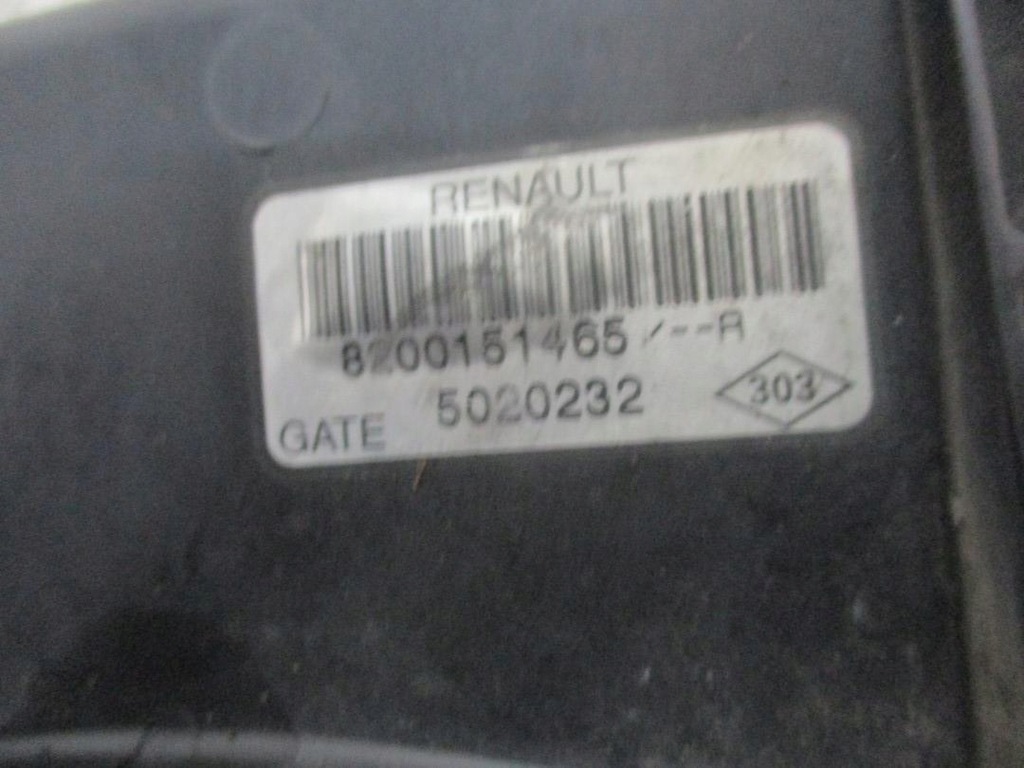 RENAULT
8200151465 /--R
5020232
303
GATE